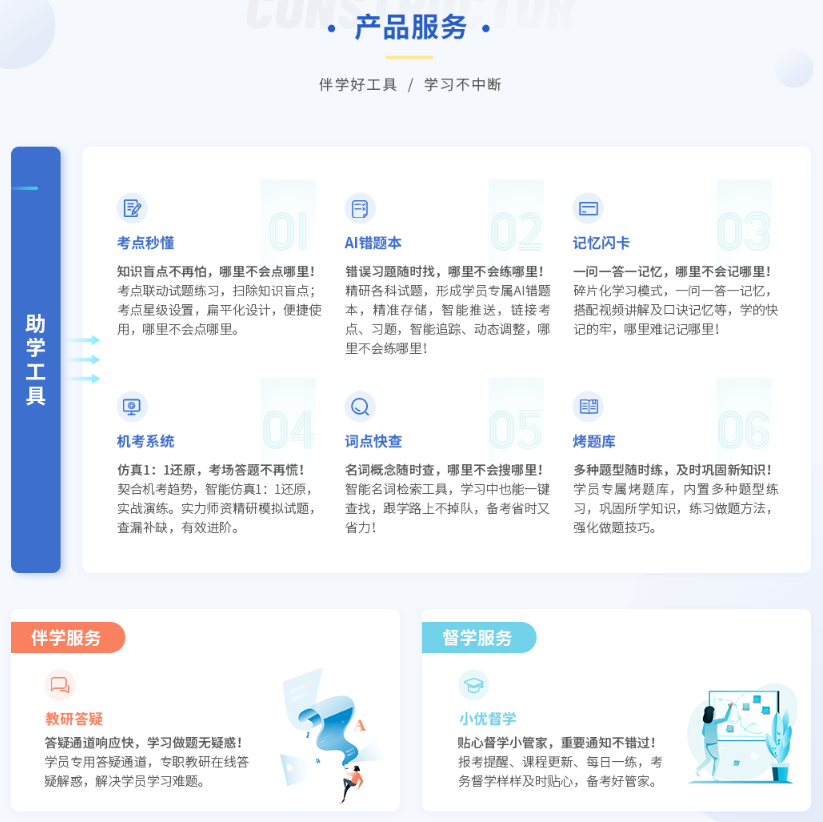 CONSTRUCTOR
• 产品服务 •
伴学好工具 / 学习不中断
助学工具
01
考点秒懂
知识盲点不再怕，哪里不会点哪里！
考点联动试题练习，扫除知识盲点；
考点星级设置，扁平化设计，便捷使
用，哪里不会点哪里。
02
AI错题本
错误习题随时找，哪里不会练哪里！
精研各科试题，形成学员专属AI错题
本，精准存储，智能推送，链接考
点、习题，智能追踪、动态调整，哪
里不会练哪里！
03
记忆闪卡
一问一答一记忆，哪里不会记哪里！
碎片化学习模式，一问一答一记忆，
搭配视频讲解及口诀记忆等，学的快
记的牢，哪里难记记哪里！
04
机考系统
仿真1：1还原，考场答题不再慌！
契合机考趋势，智能仿真1：1还原，
实战演练。实力师资精研模拟试题，
查漏补缺，有效进阶。
05
词点快查
名词概念随时查，哪里不会搜哪里！
智能名词检索工具，学习中也能一键
查找，跟学路上不掉队，备考省时又
省力！
06
烤题库
多种题型随时练，及时巩固新知识！
学员专属烤题库，内置多种题型练
习，巩固所学知识，练习做题方法，
强化做题技巧。
伴学服务
教研答疑
答疑通道响应快，学习做题无疑惑！
学员专用答疑通道，专职教研在线答
疑解惑，解决学员学习难题。
A
督学服务
小优督学
贴心督学小管家，重要通知不错过！
报考提醒、课程更新、每日一练，考
务督学样样及时贴心，备考好管家。